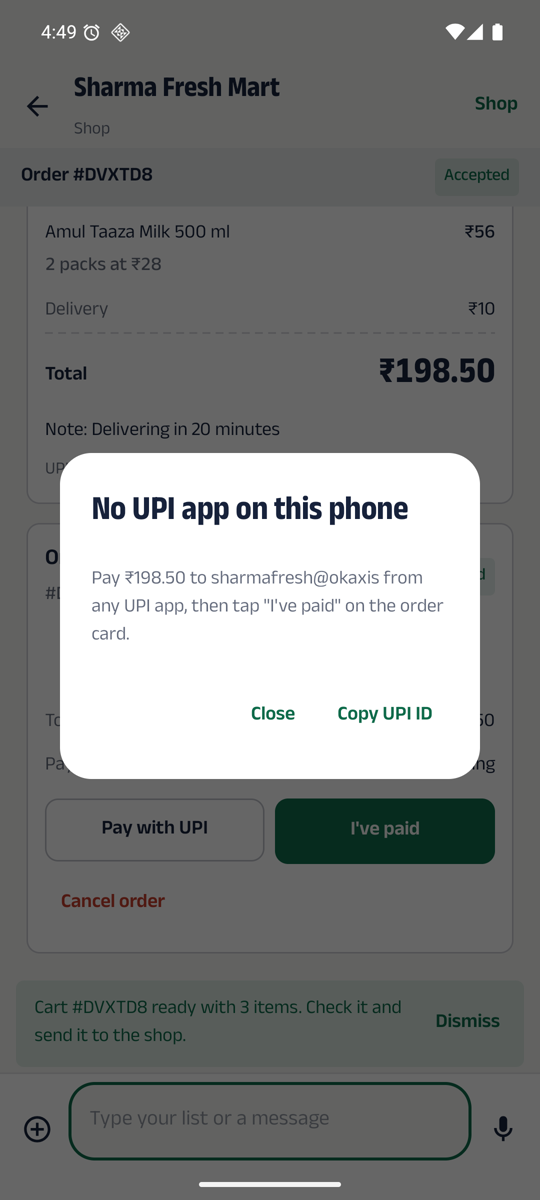 4:49
Sharma Fresh Mart
Shop
Shop
Order #DVXTD8
Accepted
Amul Taaza Milk 500 ml ₹56
2 packs at ₹28
Delivery ₹10
Total ₹198.50
Note: Delivering in 20 minutes
No UPI app on this phone
Pay ₹198.50 to sharmafresh@okaxis from
any UPI app, then tap "I've paid" on the order
card.
Close
Copy UPI ID
Pay with UPI
I've paid
Cancel order
Cart #DVXTD8 ready with 3 items. Check it and
send it to the shop.
Dismiss
Type your list or a message